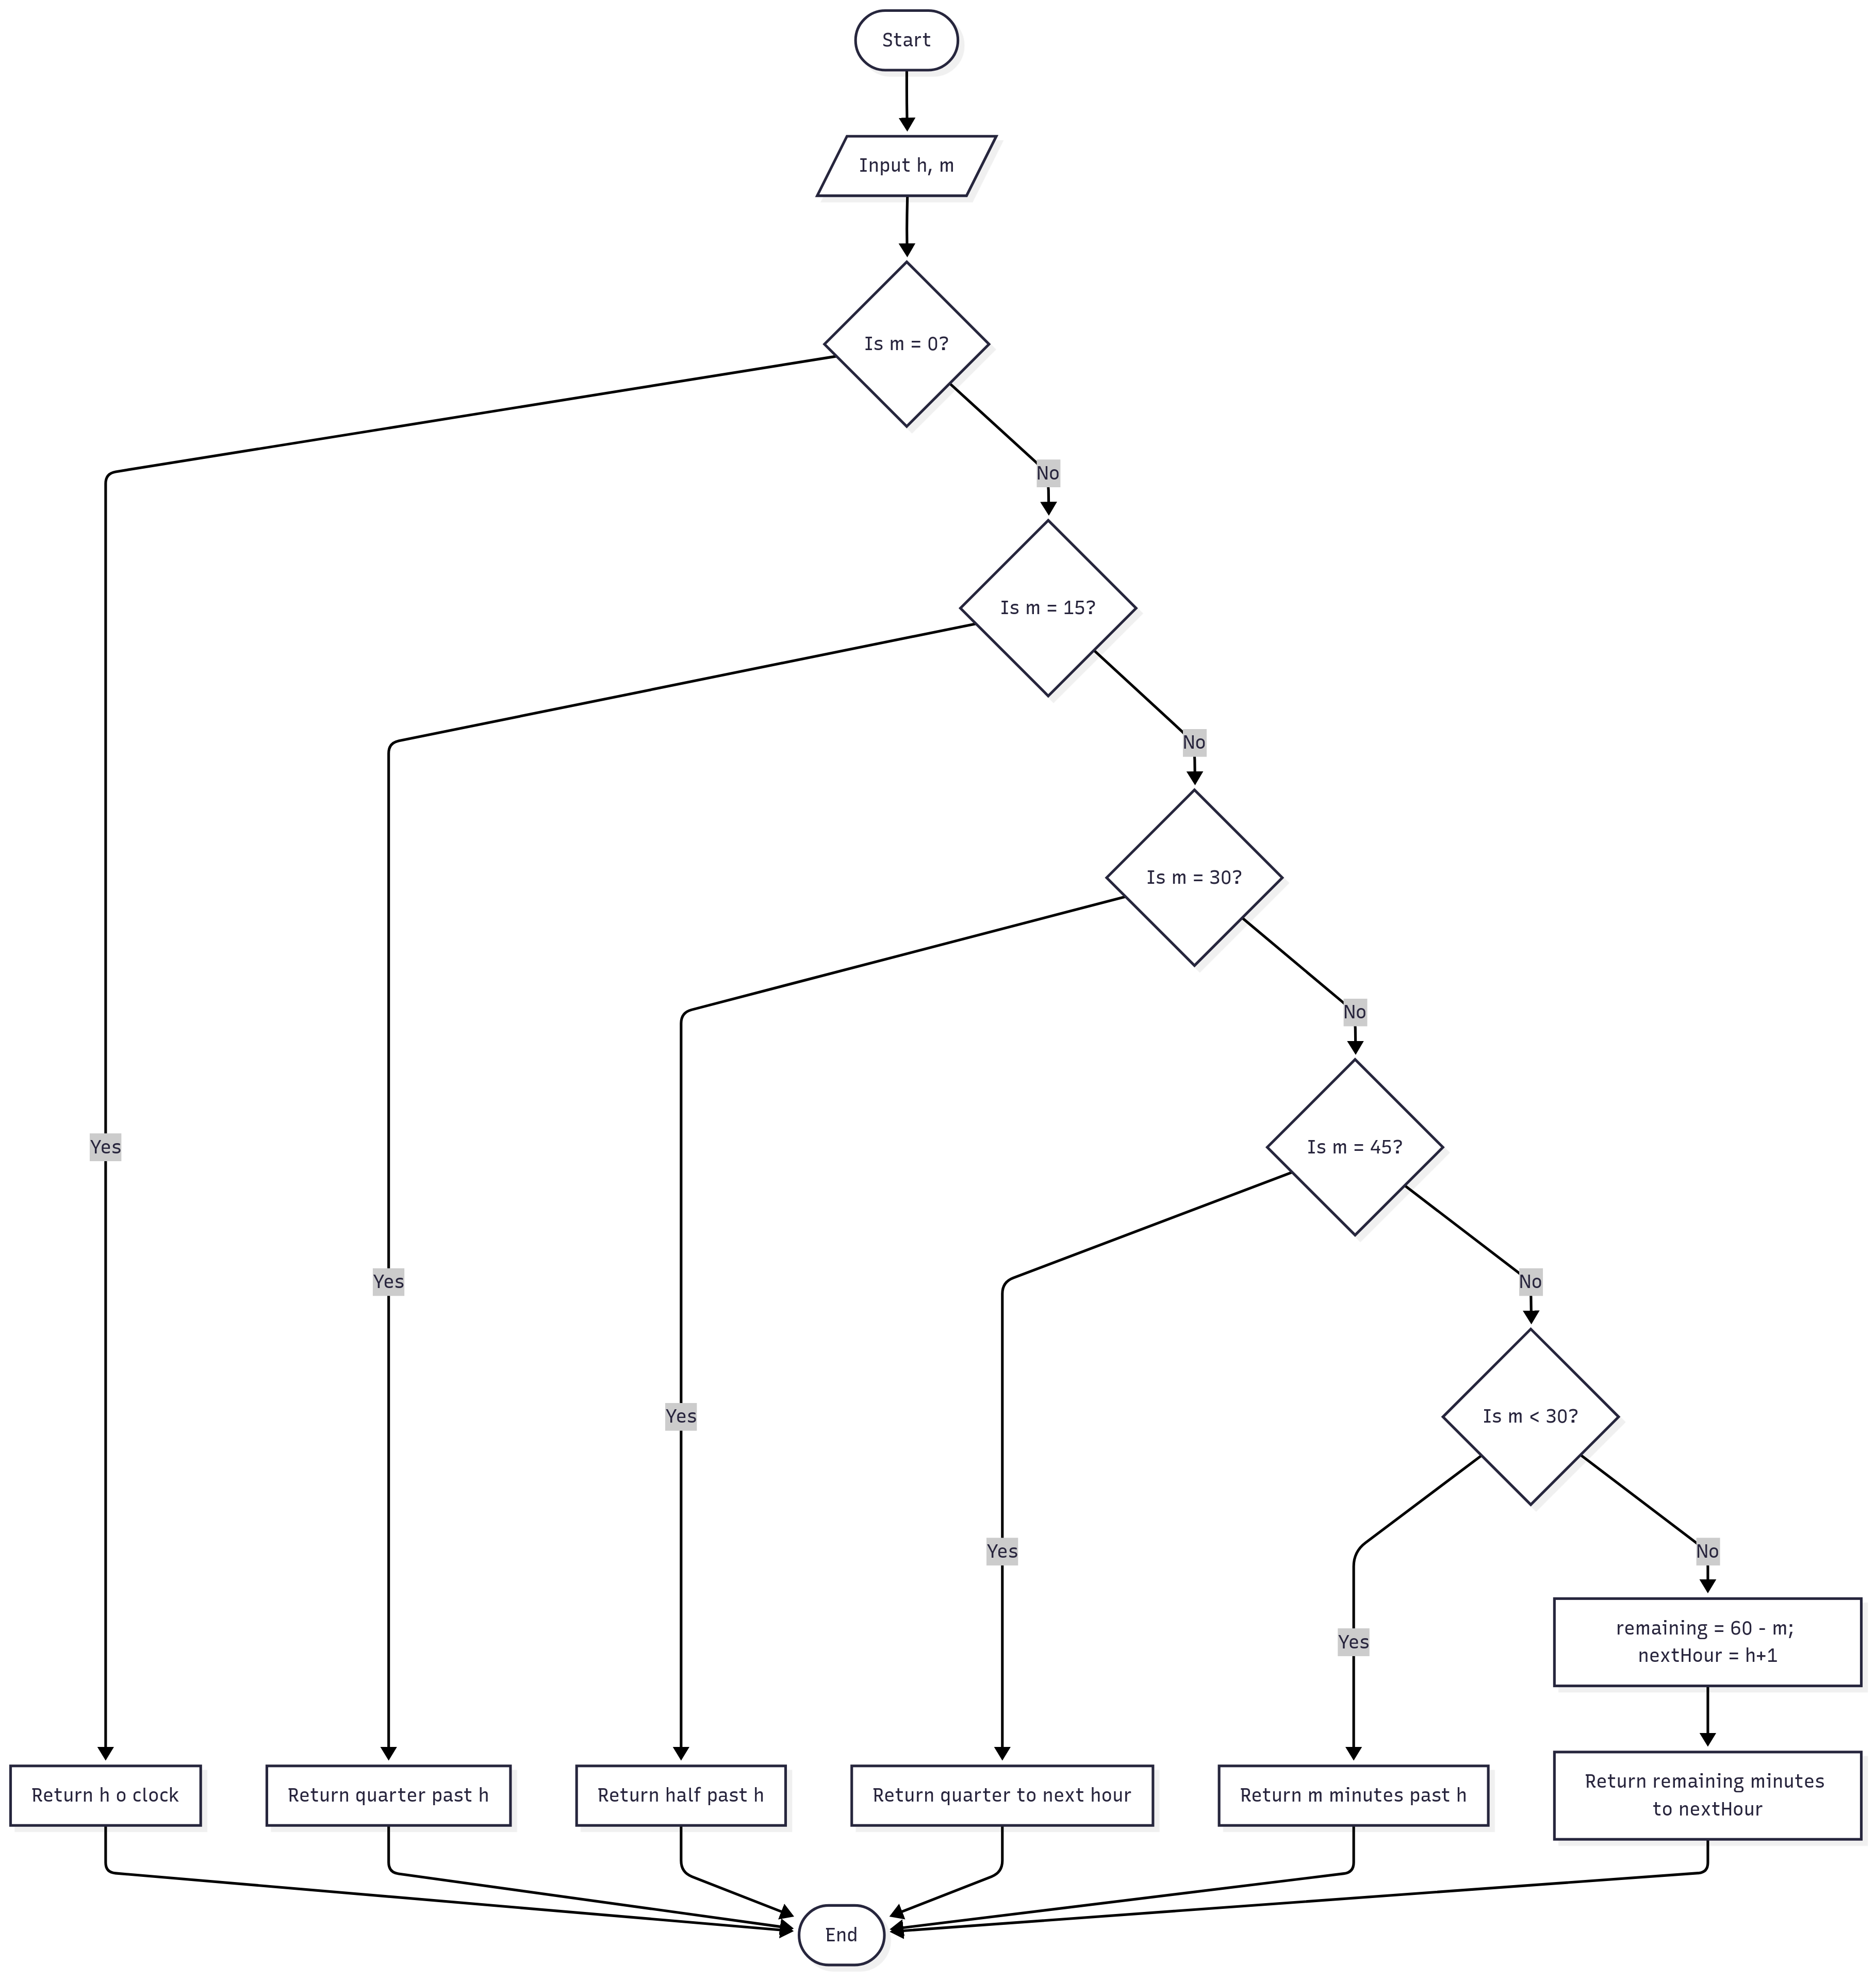 Start
Input h, m
Is m = 0?
No
Is m = 15?
No
Is m = 30?
No
Is m = 45?
Yes
No
Yes
Is m < 30?
Yes
Yes
No
remaining = 60 - m;
nextHour = h+1
Yes
Return h o clock
Return quarter past h
Return half past h
Return quarter to next hour
Return m minutes past h
Return remaining minutes
to nextHour
End